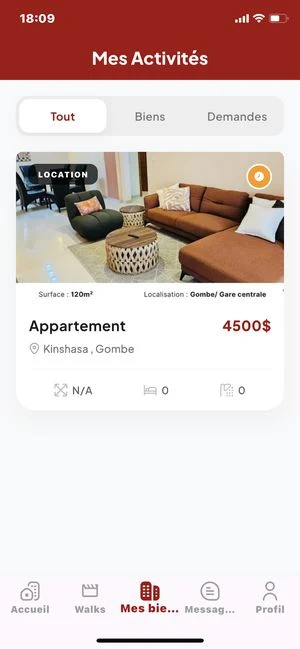 18:09
Mes Activités
Tout Biens Demandes
LOCATION
Surface : 120m² Localisation : Gombe/ Gare centrale
Appartement 4500$
Kinshasa , Gombe
N/A 0 0
Accueil Walks Mes bie... Messag... Profil